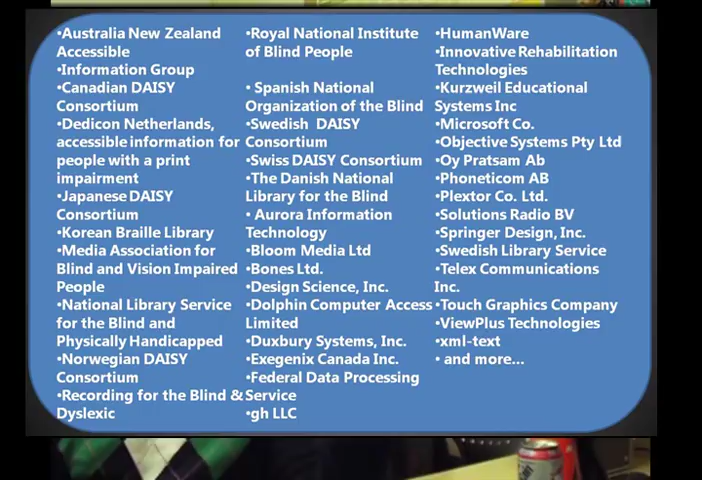 •Australia New Zealand
Accessible
•Information Group
•Canadian DAISY
Consortium
•Dedicon Netherlands,
accessible information for
people with a print
impairment
•Japanese DAISY
Consortium
•Korean Braille Library
•Media Association for
Blind and Vision Impaired
People
•National Library Service
for the Blind and
Physically Handicapped
•Norwegian DAISY
Consortium
•Recording for the Blind &
Dyslexic
•Royal National Institute
of Blind People
• Spanish National
Organization of the Blind
•Swedish DAISY
Consortium
•Swiss DAISY Consortium
•The Danish National
Library for the Blind
• Aurora Information
Technology
•Bloom Media Ltd
•Bones Ltd.
•Design Science, Inc.
•Dolphin Computer Access
Limited
•Duxbury Systems, Inc.
•Exegenix Canada Inc.
•Federal Data Processing
Service
•gh LLC
•HumanWare
•Innovative Rehabilitation
Technologies
•Kurzweil Educational
Systems Inc
•Microsoft Co.
•Objective Systems Pty Ltd
•Oy Pratsam Ab
•Phoneticom AB
•Plextor Co. Ltd.
•Solutions Radio BV
•Springer Design, Inc.
•Swedish Library Service
•Telex Communications
Inc.
•Touch Graphics Company
•ViewPlus Technologies
•xml-text
• and more...